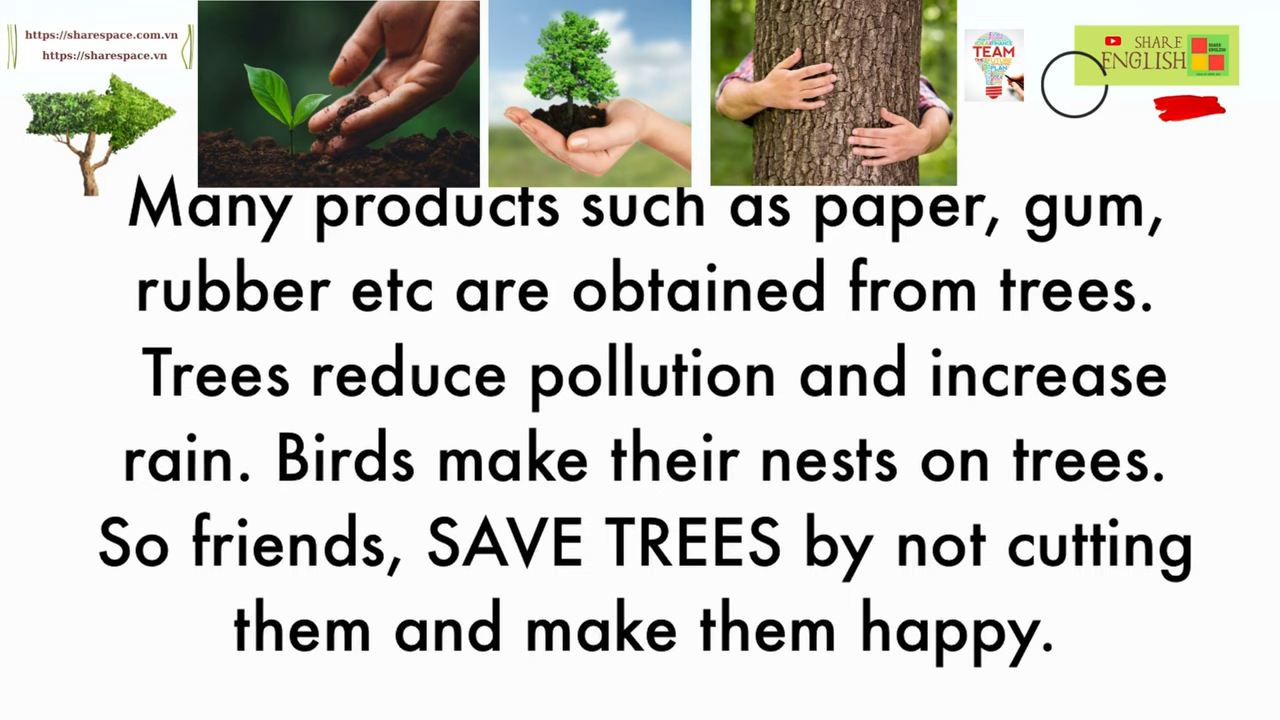 https://sharespace.com.vn
https://sharespace.vn
TEAM
PLAN
SHARE
ENGLISH
SHARE
ENGLISH
Many products such as paper, gum,
rubber etc are obtained from trees.
Trees reduce pollution and increase
rain. Birds make their nests on trees.
So friends, SAVE TREES by not cutting
them and make them happy.